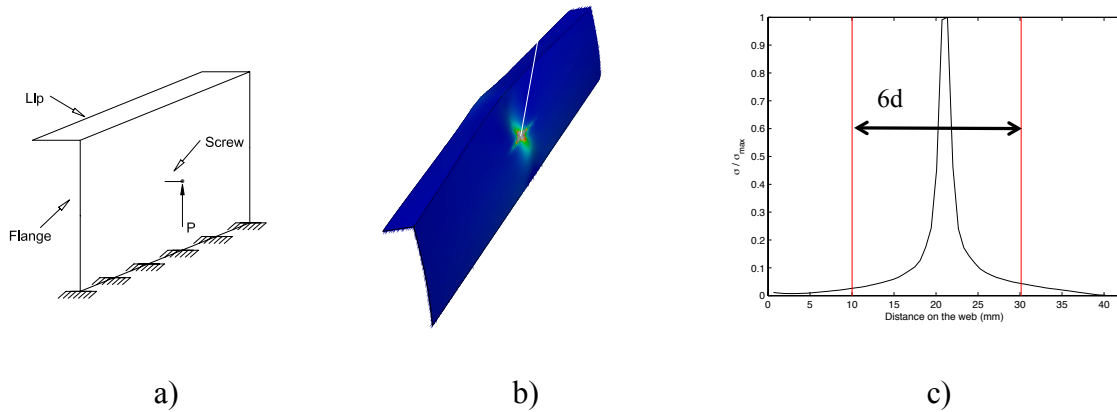 Lip
Screw
P
Flange
6d
σ / σmax
1
0.9
0.8
0.7
0.6
0.5
0.4
0.3
0.2
0.1
0
0 5 10 15 20 25 30 35 40
Distance on the web (mm)
a) b) c)